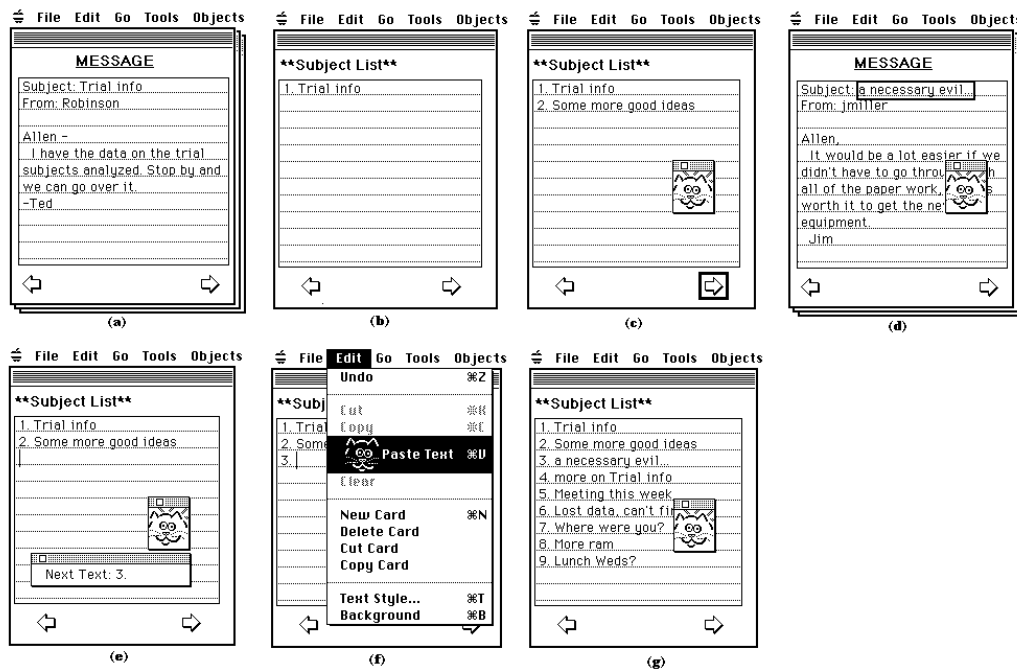 File Edit Go Tools Objects
MESSAGE
Subject: Trial info
From: Robinson
Allen -
I have the data on the trial
subjects analyzed. Stop by and
we can go over it.
-Ted
(a)
**Subject List**
1. Trial info
(b)
File Edit Go Tools Objects
**Subject List**
1. Trial info
2. Some more good ideas
(c)
File Edit Go Tools Objects
MESSAGE
Subject: a necessary evil...
From: jmiller
Allen,
It would be a lot easier if we
didn't have to go
all of the paper work,
worth it to get the
equipment.
Jim
(d)
File Edit Go Tools Objects
**Subject List**
1. Trial info
2. Some more good ideas
Next Text: 3.
(e)
File Edit Go Tools Objects
**Subj
1. Trial
2. Some
3.
Undo ⌘Z
Cut ⌘X
Copy ⌘C
Paste Text ⌘V
Clear
New Card ⌘N
Delete Card
Cut Card
Copy Card
Text Style... ⌘T
Background ⌘B
(f)
File Edit Go Tools Objects
**Subject List**
1. Trial info
2. Some more good ideas
3. a necessary evil...
4. more on Trial info
5. Meeting this week
6. Lost data, can't
7. Where were you?
8. More ram
9. Lunch Weds?
(g)